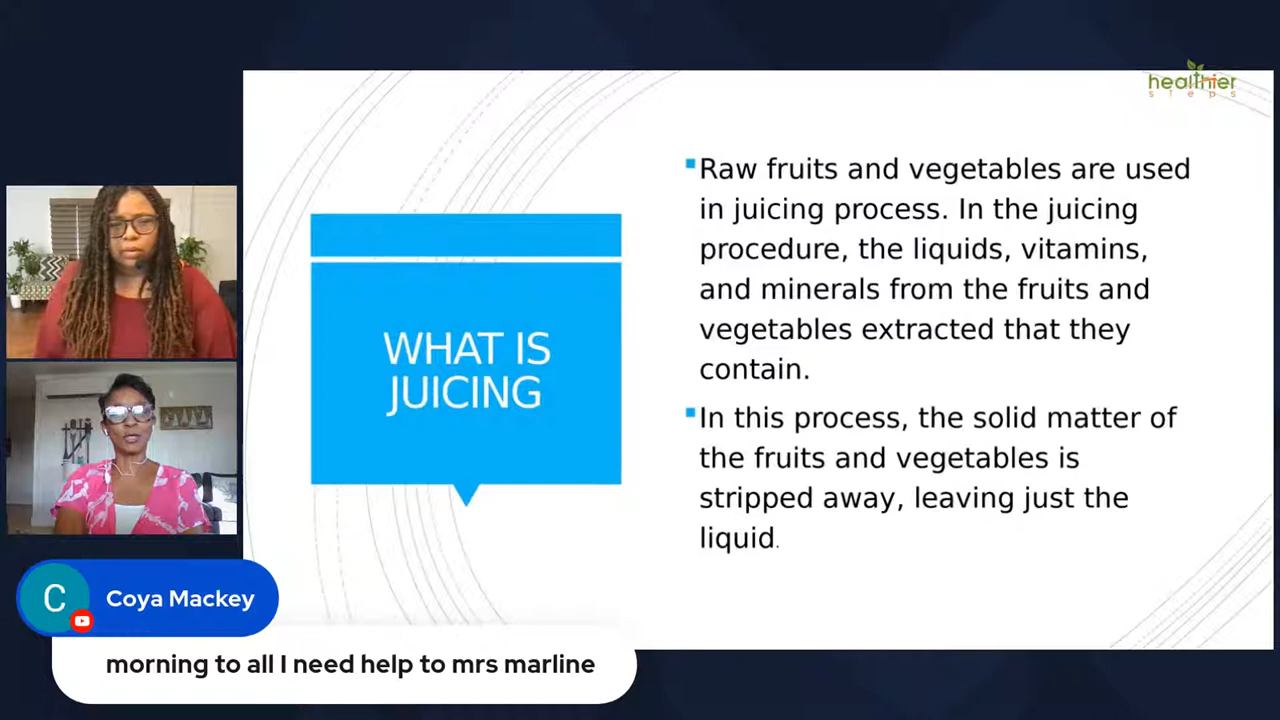 healthier
steps
WHAT IS
JUICING
Raw fruits and vegetables are used
in juicing process. In the juicing
procedure, the liquids, vitamins,
and minerals from the fruits and
vegetables extracted that they
contain.
In this process, the solid matter of
the fruits and vegetables is
stripped away, leaving just the
liquid.
C
Coya Mackey
morning to all I need help to mrs marline